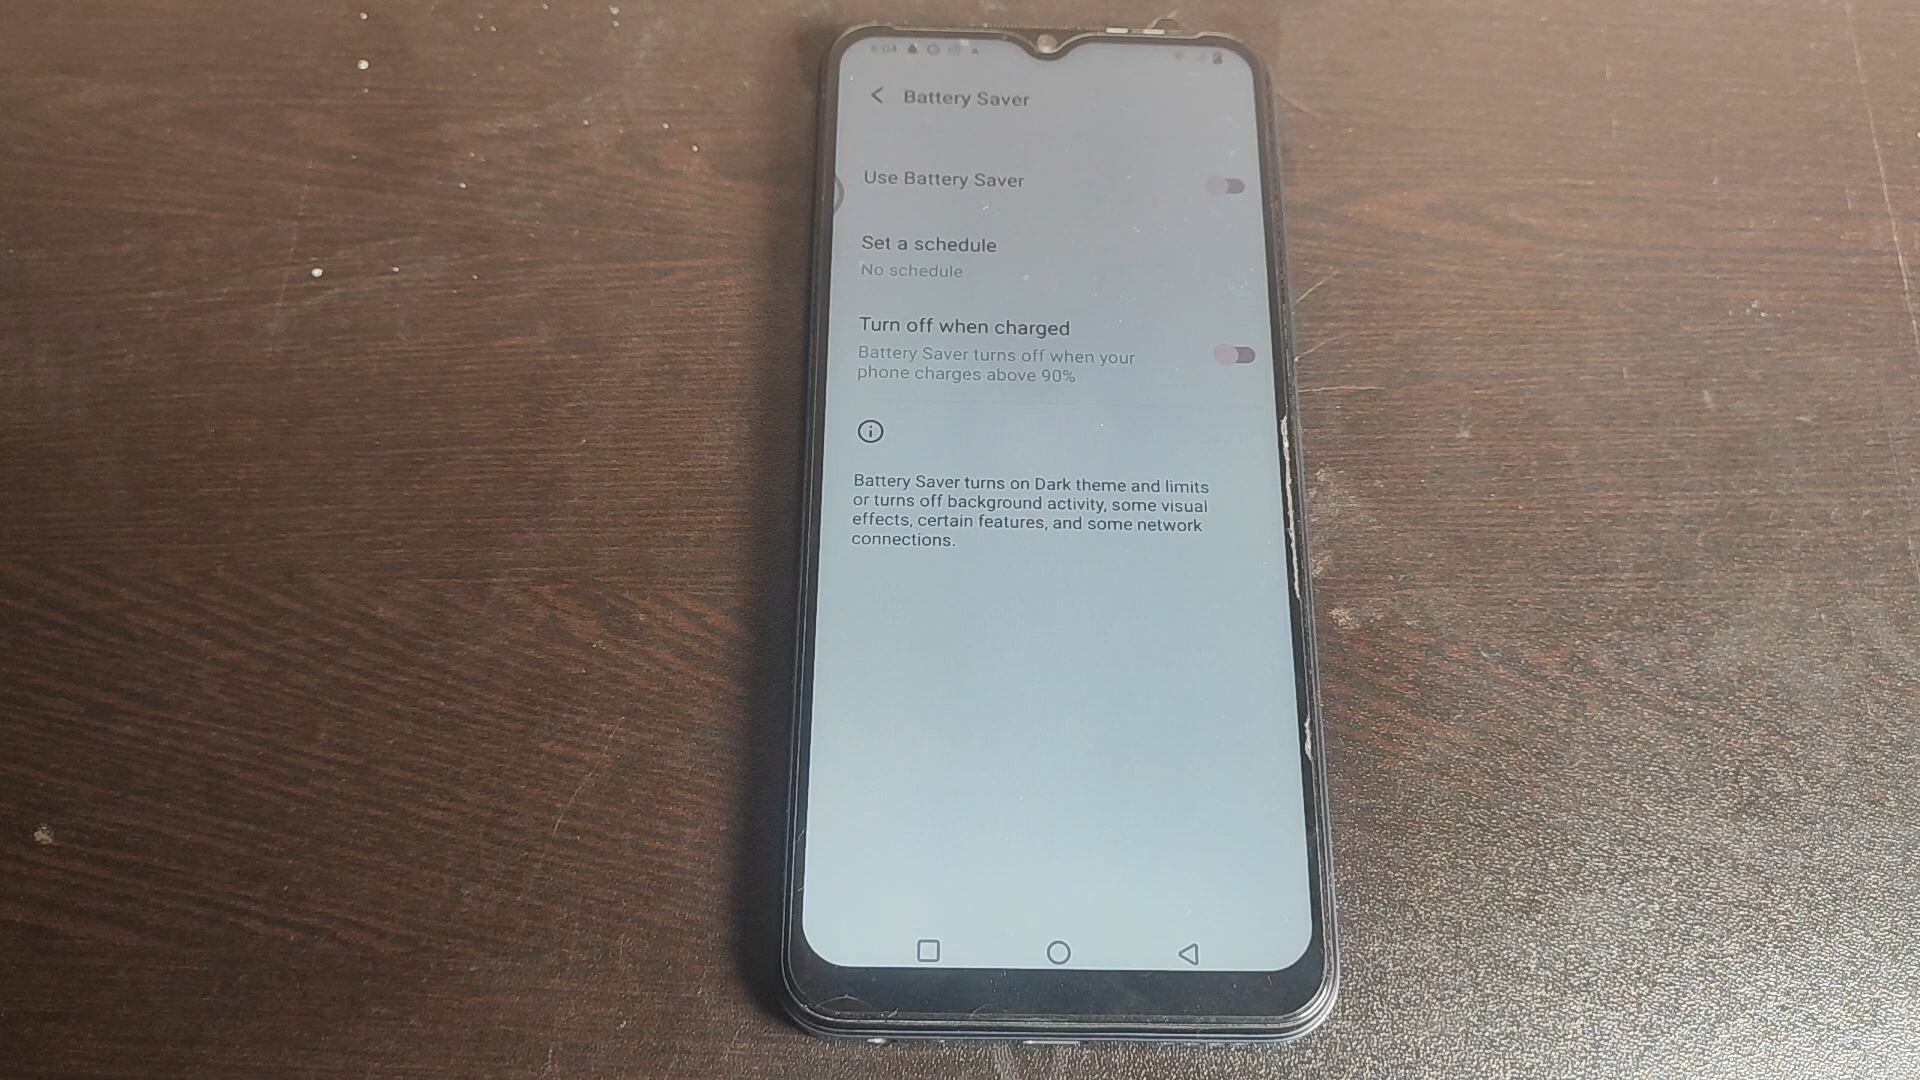 6:04
Battery Saver
Use Battery Saver
Set a schedule
No schedule
Turn off when charged
Battery Saver turns off when your
phone charges above 90%
Battery Saver turns on Dark theme and limits
or turns off background activity, some visual
effects, certain features, and some network
connections.